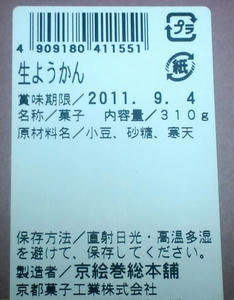 4 909180 411551
プラ
紙
生ようかん
賞味期限/2011. 9. 4
名称/菓子 内容量/310g
原材料名/小豆、砂糖、寒天
保存方法/直射日光・高温多湿
を避けて、保存してください。
製造者/京絵巻総本舗
京都菓子工業株式会社